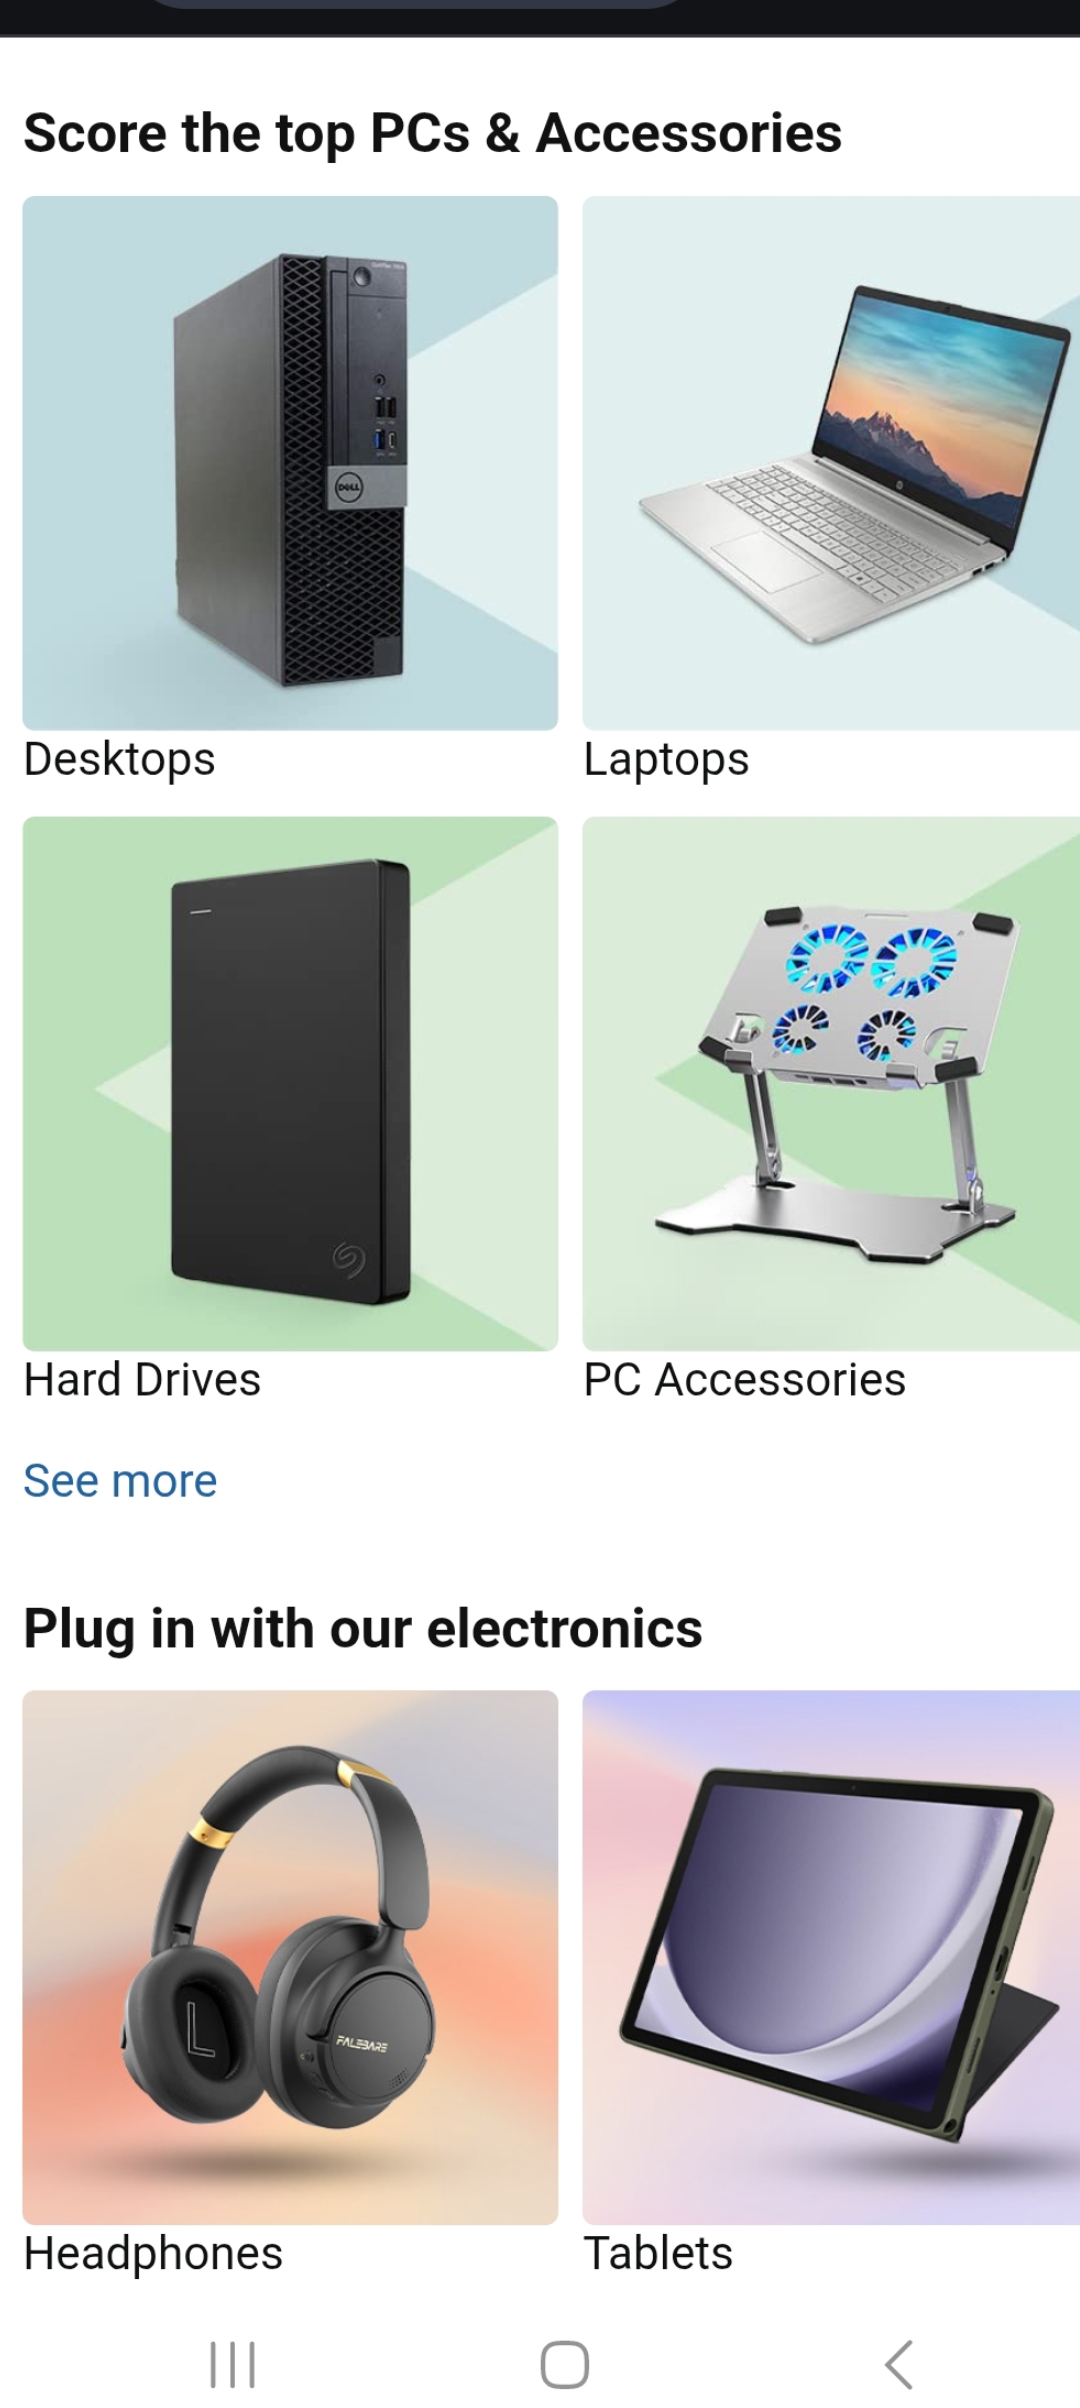 Score the top PCs & Accessories
DELL
Desktops
Laptops
Hard Drives
PC Accessories
See more
Plug in with our electronics
L
FALEBARE
Headphones
Tablets